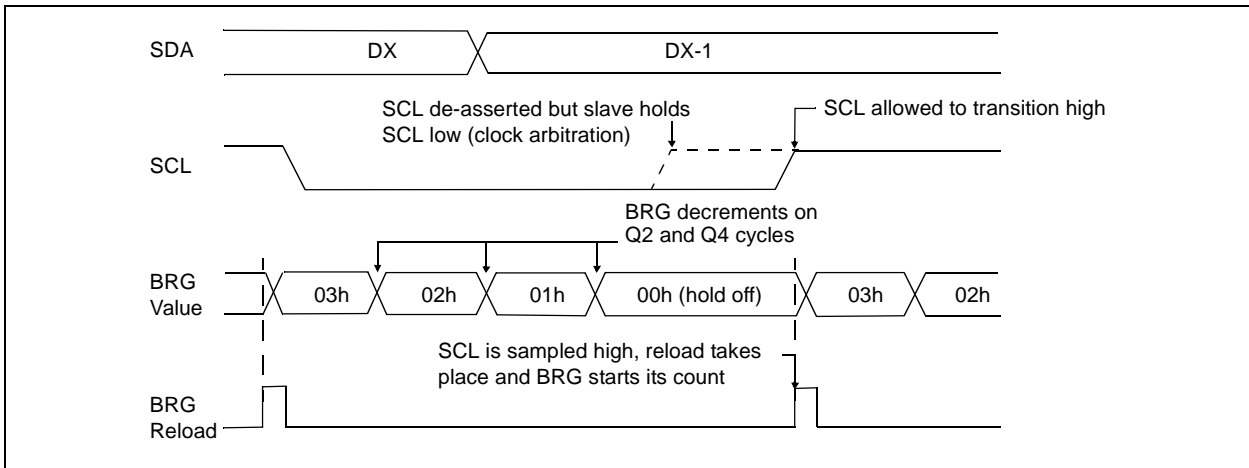 SDA
DX
DX-1
SCL de-asserted but slave holds
SCL low (clock arbitration)
SCL allowed to transition high
SCL
BRG decrements on
Q2 and Q4 cycles
BRG
Value
03h
02h
01h
00h (hold off)
03h
02h
SCL is sampled high, reload takes
place and BRG starts its count
BRG
Reload